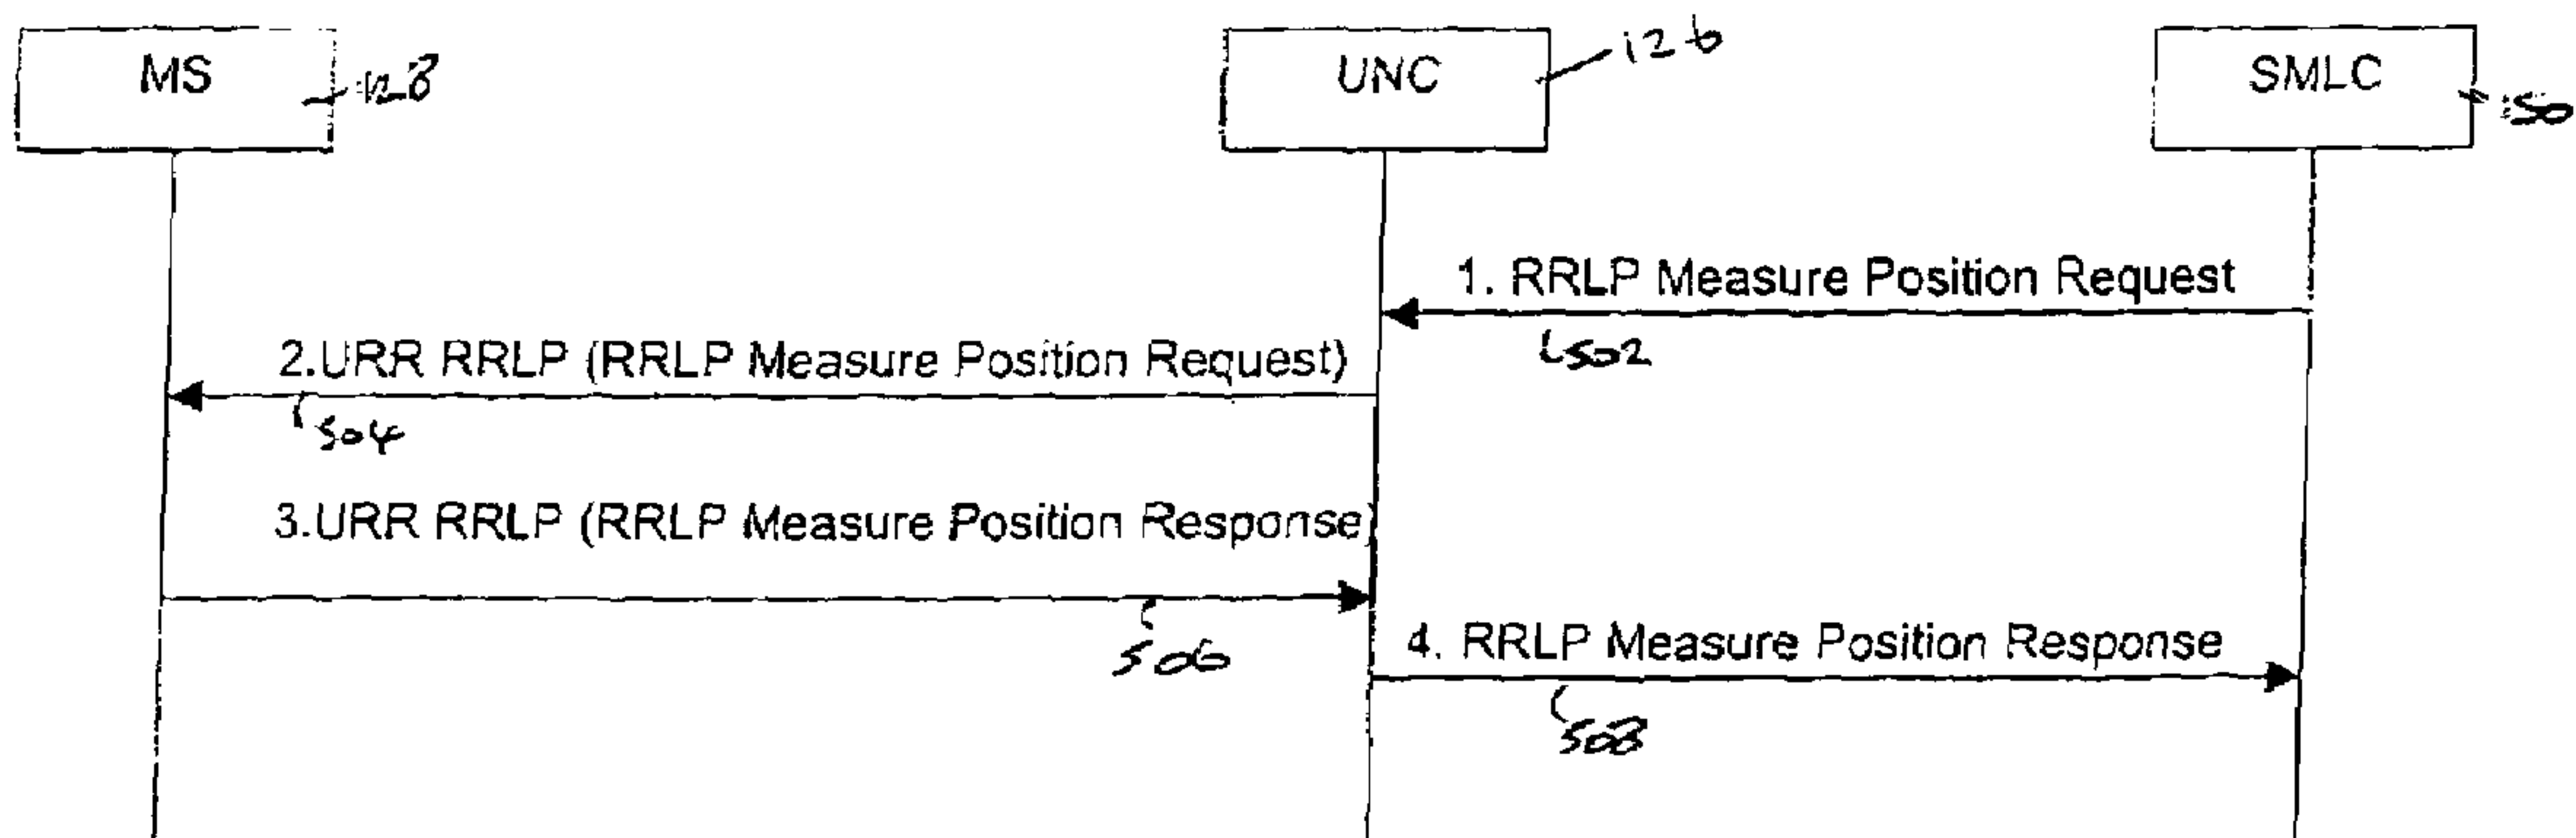 MS
128
UNC
126
SMLC
150
1. RRLP Measure Position Request
502
2.URR RRLP (RRLP Measure Position Request)
504
3.URR RRLP (RRLP Measure Position Response)
506
4. RRLP Measure Position Response
508